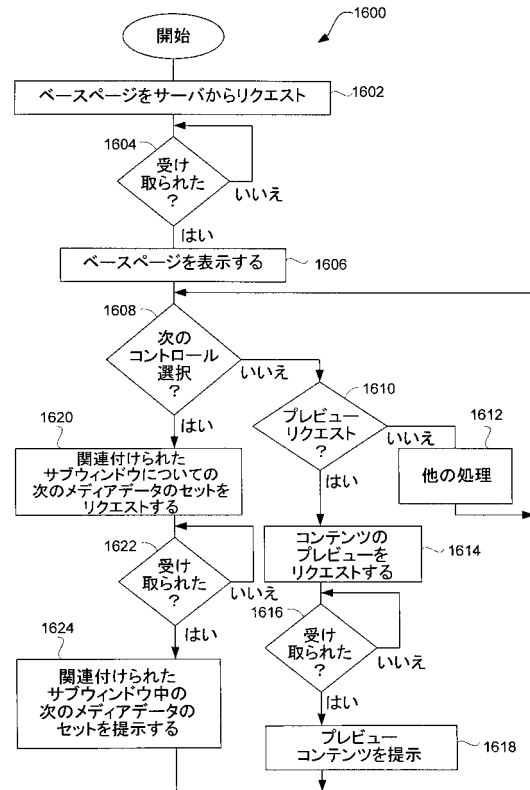 1600
開始
ベースページをサーバからリクエスト
1602
1604
受け
取られた
?
いいえ
はい
ベースページを表示する
1606
1608
次の
コントロール
選択
?
いいえ
はい
1610
プレビュー
リクエスト
?
いいえ
はい
1612
他の処理
1620
関連付けられた
サブウィンドウについての
次のメディアデータのセットを
リクエストする
1622
受け
取られた
?
いいえ
はい
コンテンツの
プレビューを
リクエストする
1614
1616
受け
取られた
?
いいえ
はい
1624
関連付けられた
サブウィンドウ中の
次のメディアデータの
セットを提示する
プレビュー
コンテンツを提示
1618